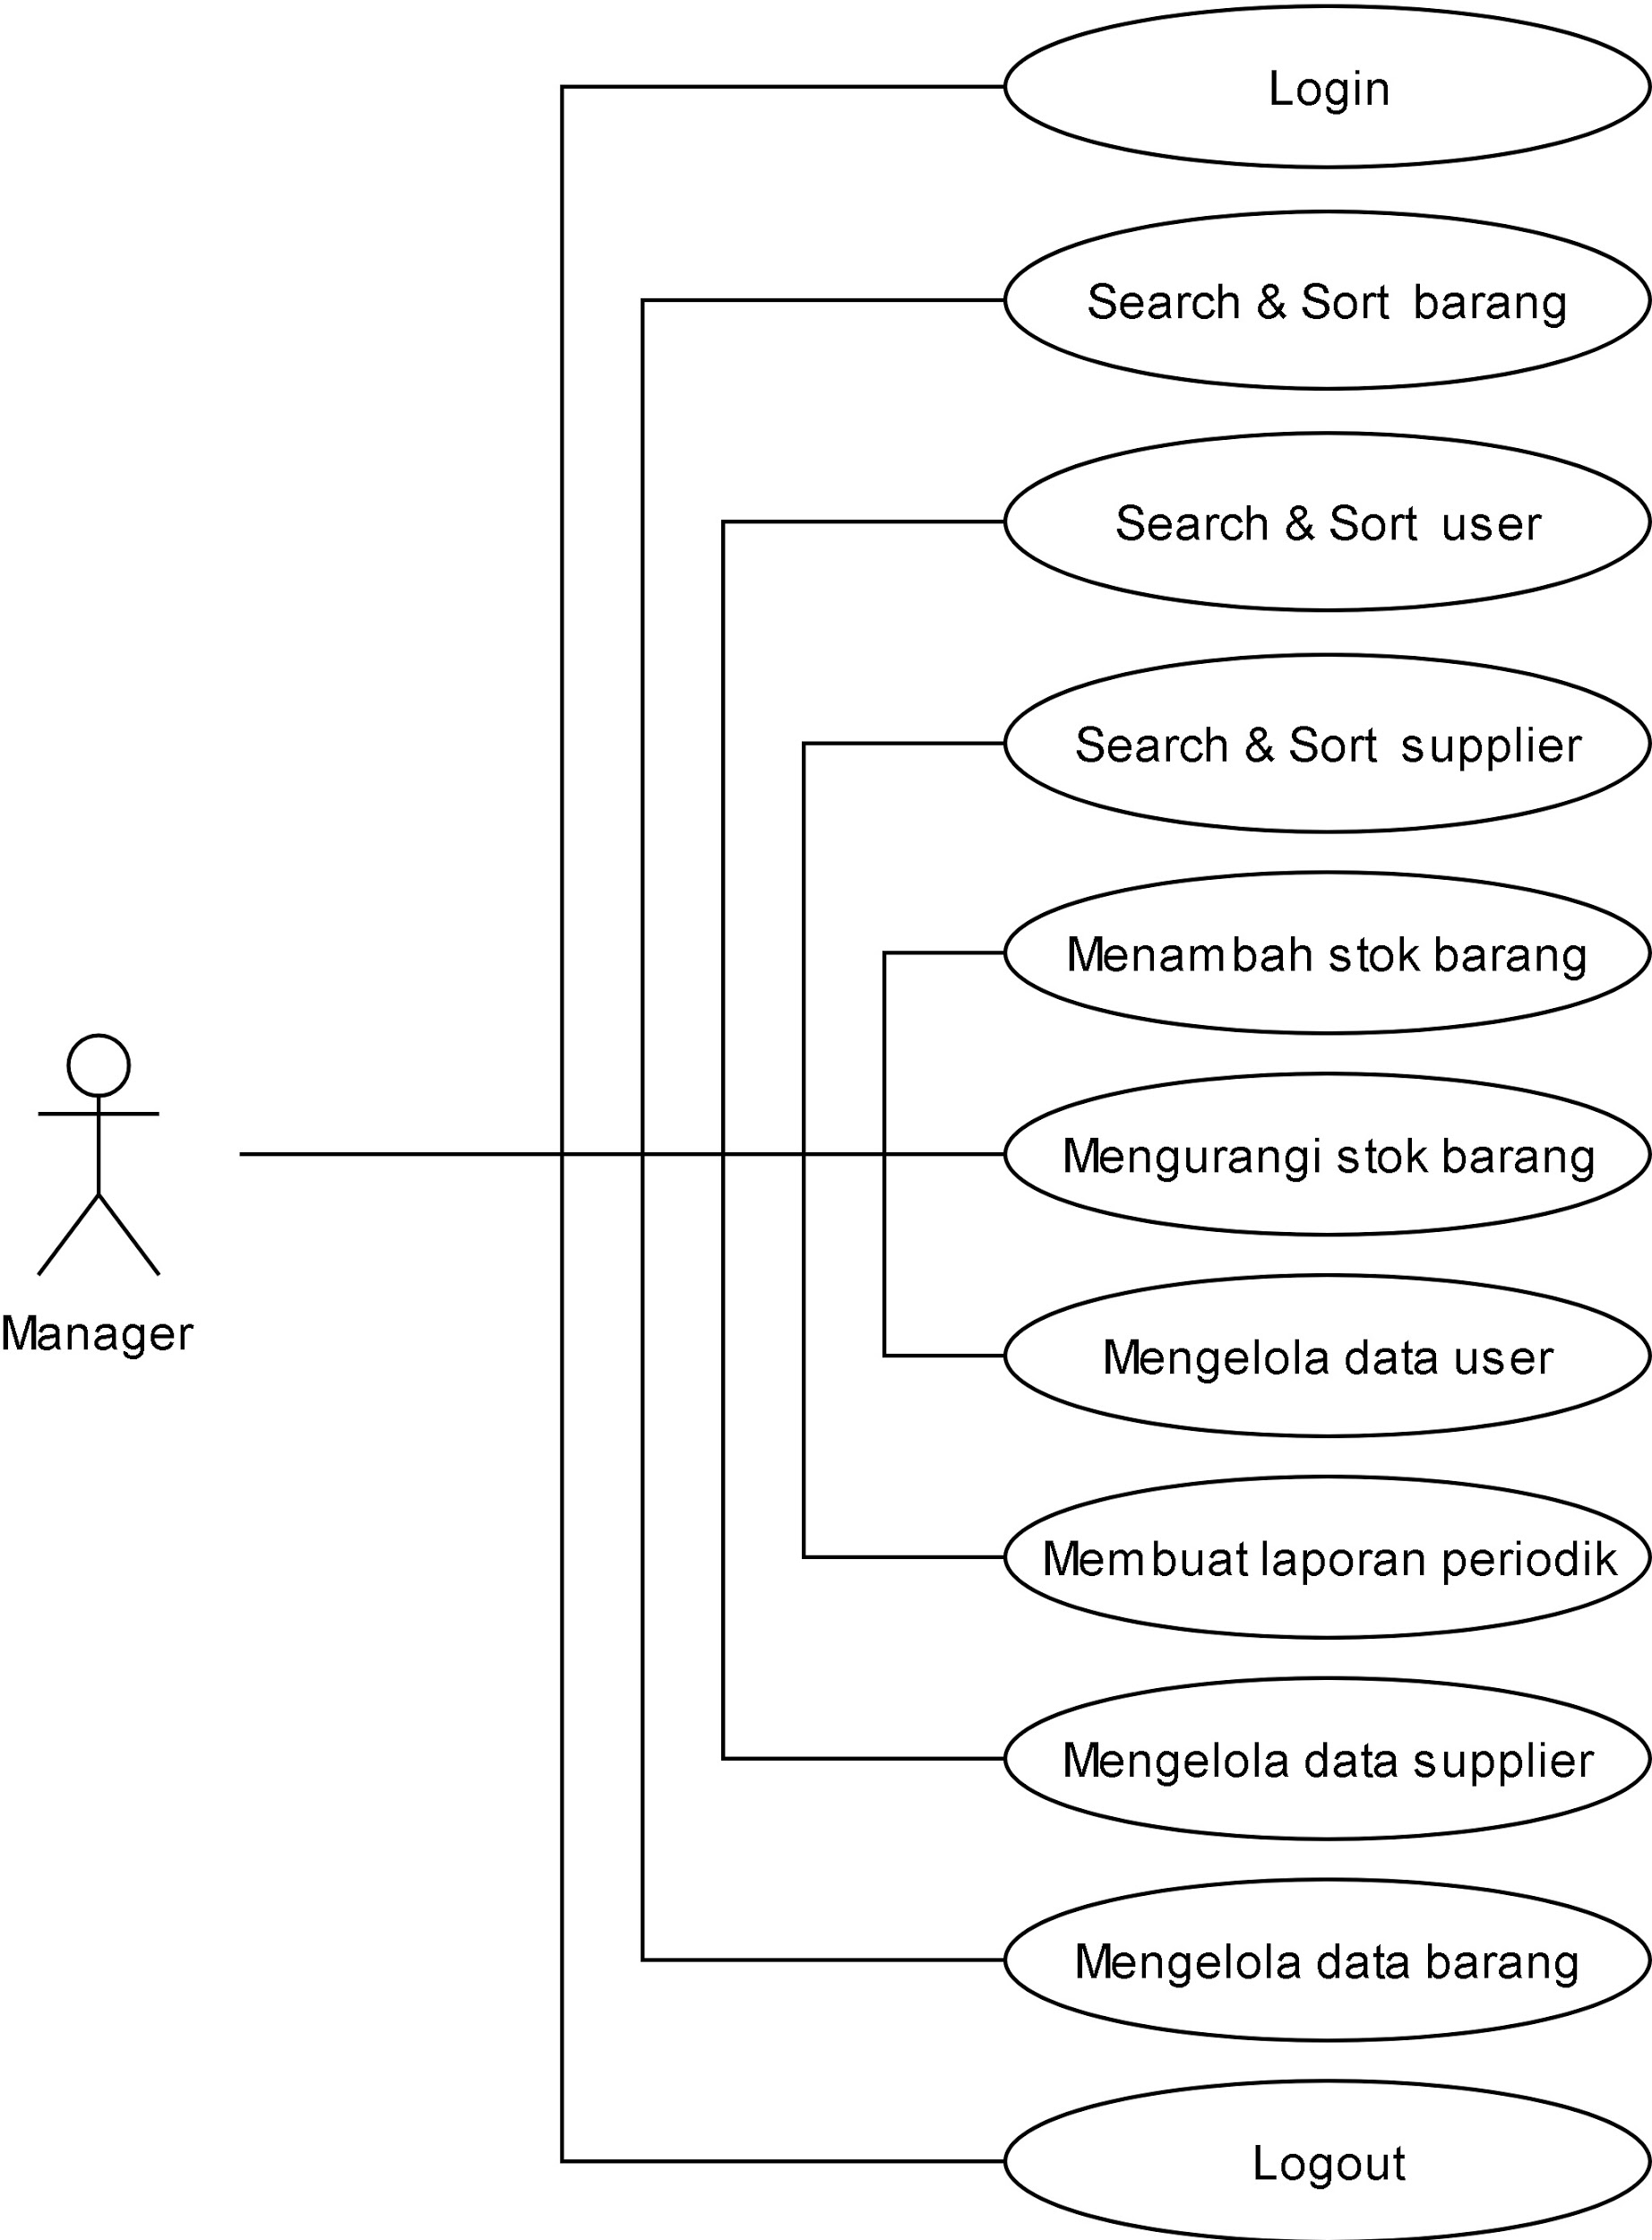 Login
Search & Sort barang
Search & Sort user
Search & Sort supplier
Menambah stok barang
Mengurangi stok barang
Manager
Mengelola data user
Membuat laporan periodik
Mengelola data supplier
Mengelola data barang
Logout